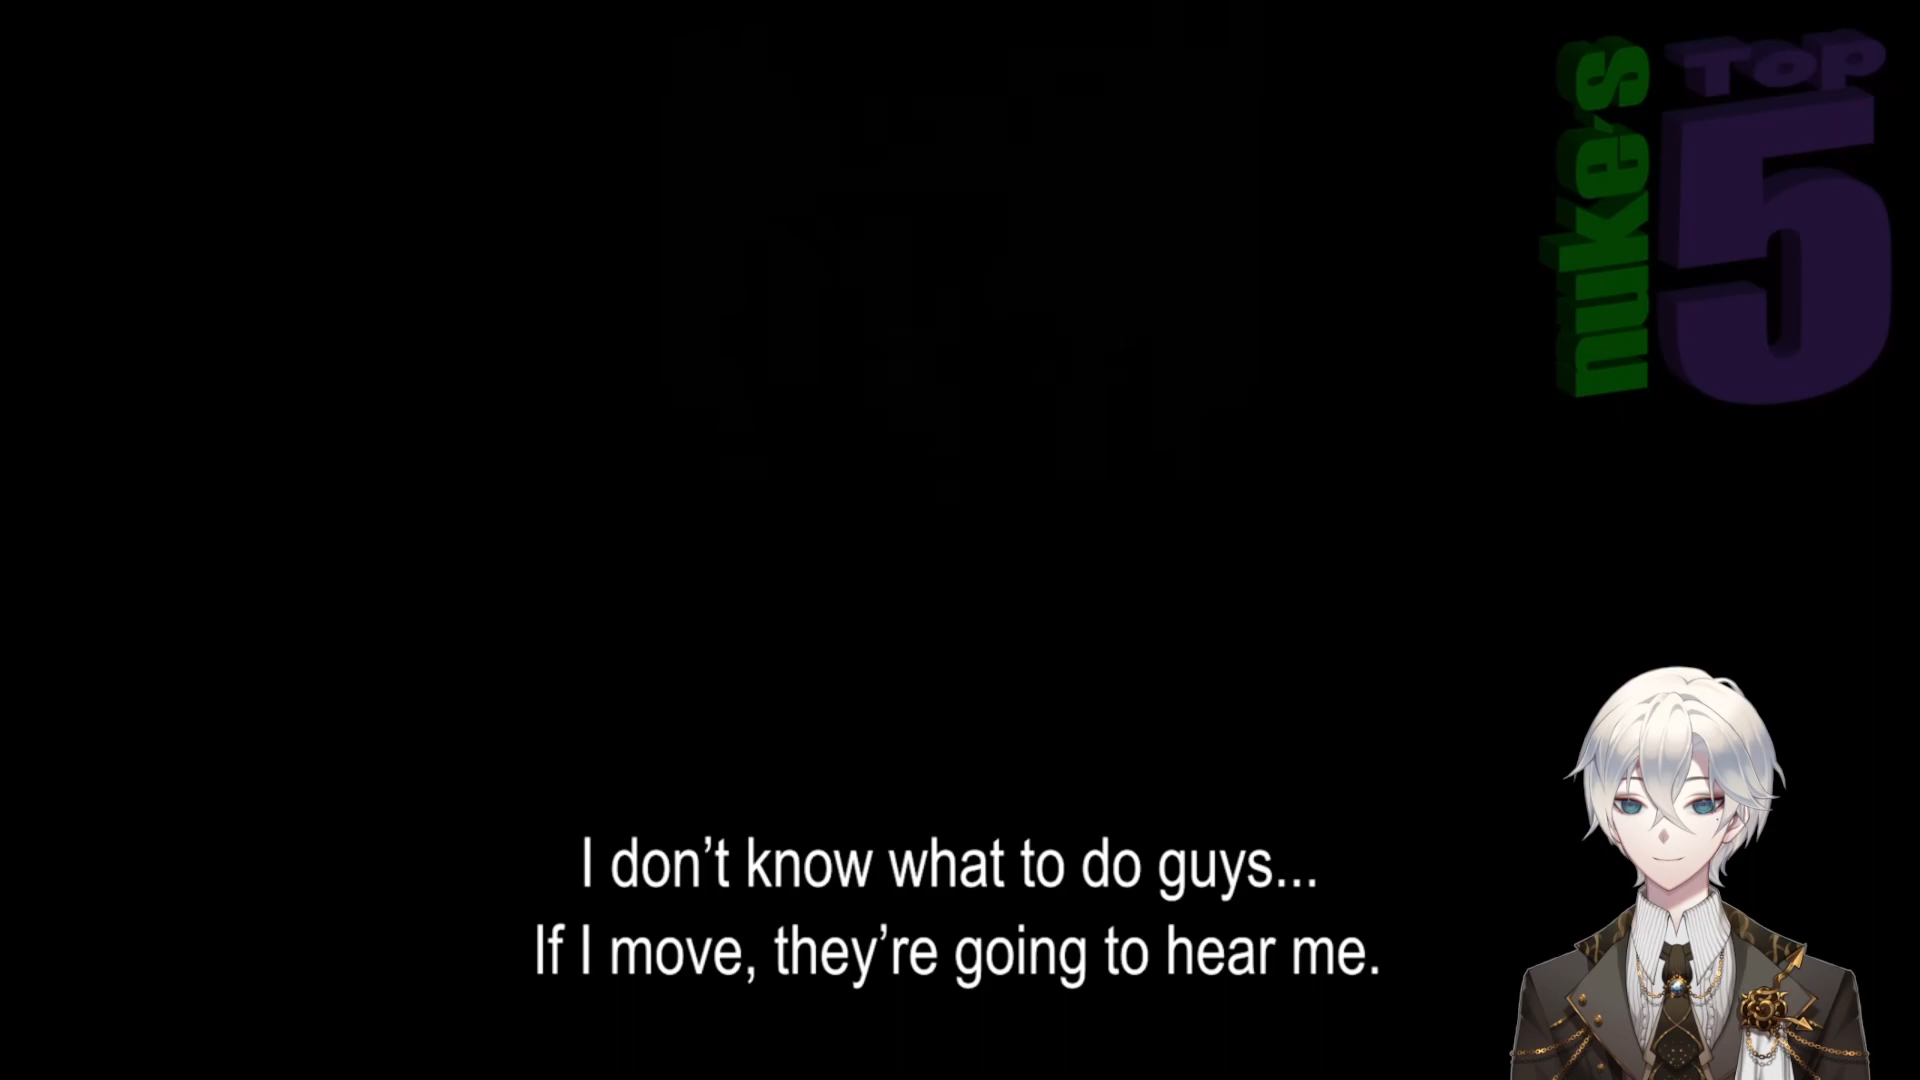 nuke's
Top
5
I don’t know what to do guys...
If I move, they’re going to hear me.